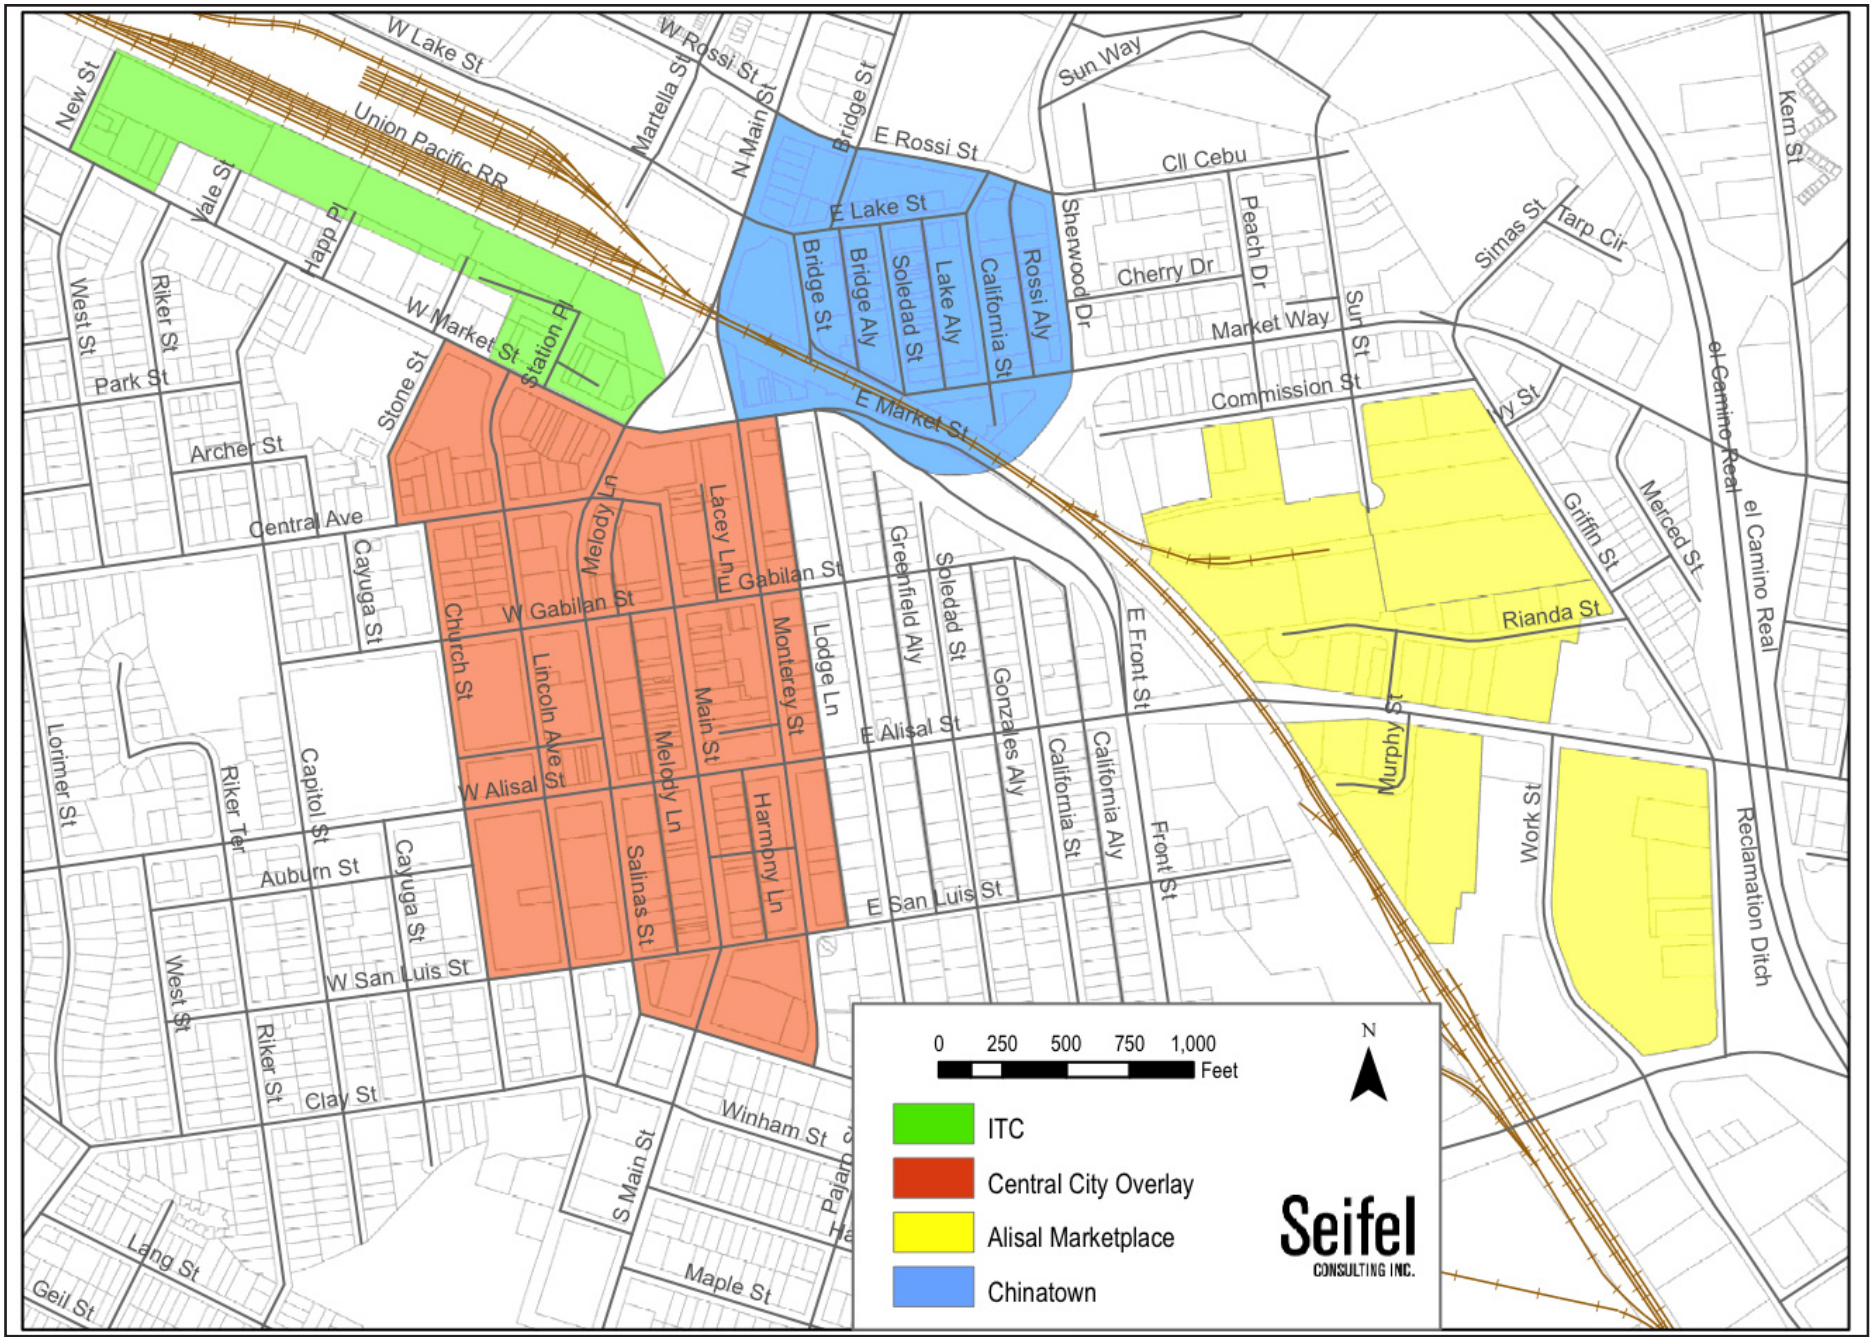 W Lake St
W Rossi St
Sun Way
New St
Martella St
N Main St
Bridge St
Kern St
Union Pacific RR
E Rossi St
Cll Cebu
Vale St
Happ Pl
E Lake St
Sherwood Dr
Peach Dr
Simas St
Tarp Cir
West St
Riker St
W Market St
Station Pl
Bridge St
Bridge Aly
Soledad St
Lake Aly
California St
Rossi Aly
Cherry Dr
Market Way
Sun St
Park St
Stone St
E Market St
Commission St
Ivy St
el Camino Real
Archer St
Central Ave
Melody Ln
Lacey Ln
Griffin St
Merced St
el Camino Real
Cayuga St
Church St
W Gabilan St
E Gabilan St
Greenfield Aly
Soledad St
E Front St
Rianda St
Lorimer St
Lincoln Ave
Main St
Monterey St
Lodge Ln
Gonzales Aly
E Alisal St
Murphy St
Riker Ter
Capitol St
W Alisal St
Melody Ln
Harmony Ln
California St
California Aly
Front St
Work St
Reclamation Ditch
Auburn St
Cayuga St
Salinas St
E San Luis St
West St
W San Luis St
Riker St
Clay St
Winham St
S Main St
Pajaro S
Ha
Maple St
Lang St
Geil St
0 250 500 750 1,000
Feet
N
ITC
Central City Overlay
Alisal Marketplace
Chinatown
Seifel
CONSULTING INC.